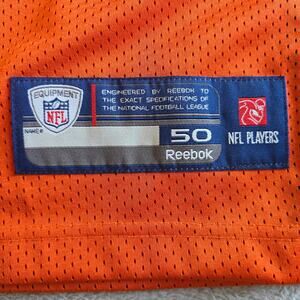 EQUIPMENT
NFL
ENGINEERED BY REEBOK TO
THE EXACT SPECIFICATIONS OF
THE NATIONAL FOOTBALL LEAGUE
NAME/#
50
Reebok
NFL PLAYERS